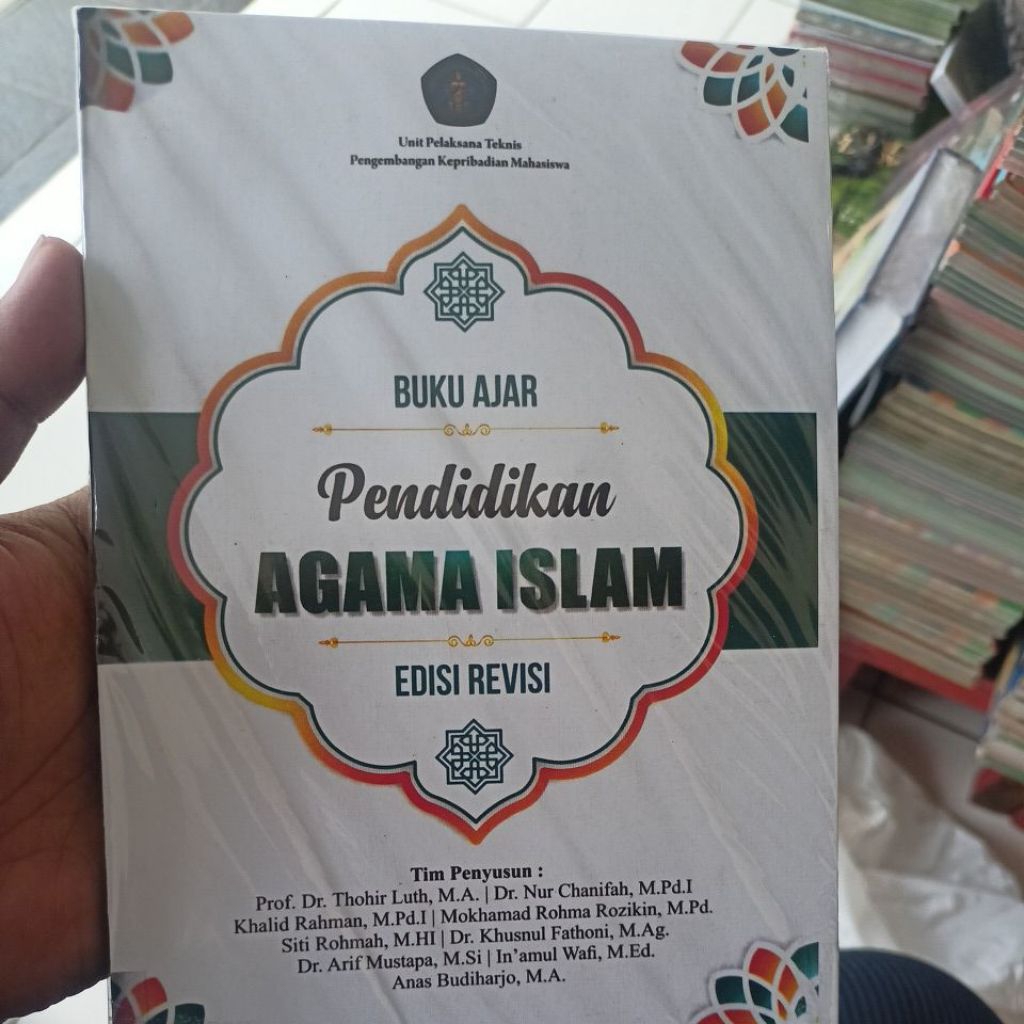 Unit Pelaksana Teknis
Pengembangan Kepribadian Mahasiswa
BUKU AJAR
Pendidikan
AGAMA ISLAM
EDISI REVISI
Tim Penyusun :
Prof. Dr. Thohir Luth, M.A. | Dr. Nur Chanifah, M.Pd.I
Khalid Rahman, M.Pd.I | Mokhamad Rohma Rozikin, M.Pd.
Siti Rohmah, M.HI | Dr. Khusnul Fathoni, M.Ag.
Dr. Arif Mustapa, M.Si | In'amul Wafi, M.Ed.
Anas Budiharjo, M.A.